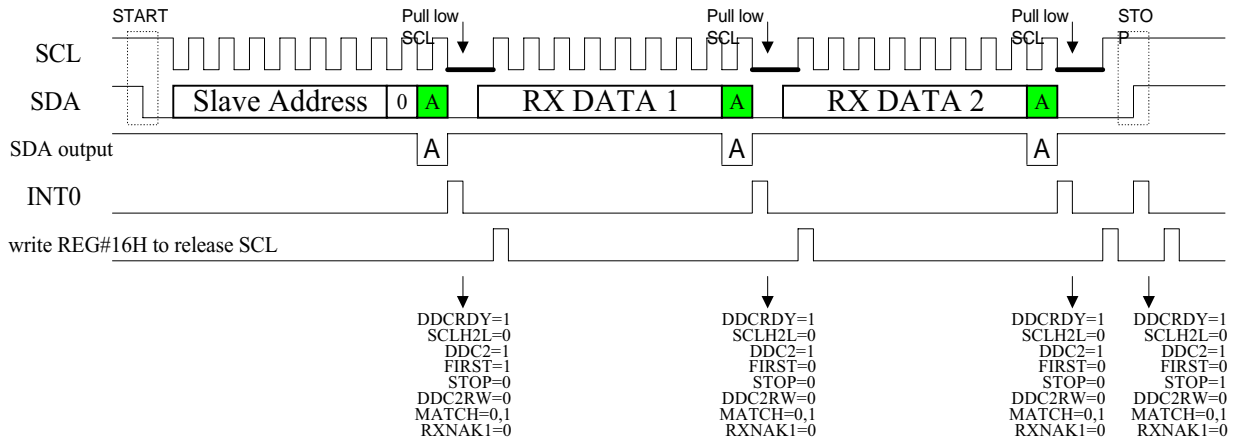 START Pull low SCL Pull low SCL Pull low SCL STO P
SCL
SDA Slave Address 0 A RX DATA 1 A RX DATA 2 A
SDA output A A A
INT0
write REG#16H to release SCL
DDCRDY=1 DDCRDY=1 DDCRDY=1 DDCRDY=1
SCLH2L=0 SCLH2L=0 SCLH2L=0 SCLH2L=0
DDC2=1 DDC2=1 DDC2=1 DDC2=1
FIRST=1 FIRST=0 FIRST=0 FIRST=0
STOP=0 STOP=0 STOP=0 STOP=1
DDC2RW=0 DDC2RW=0 DDC2RW=0 DDC2RW=0
MATCH=0,1 MATCH=0,1 MATCH=0,1 MATCH=0,1
RXNAK1=0 RXNAK1=0 RXNAK1=0 RXNAK1=0